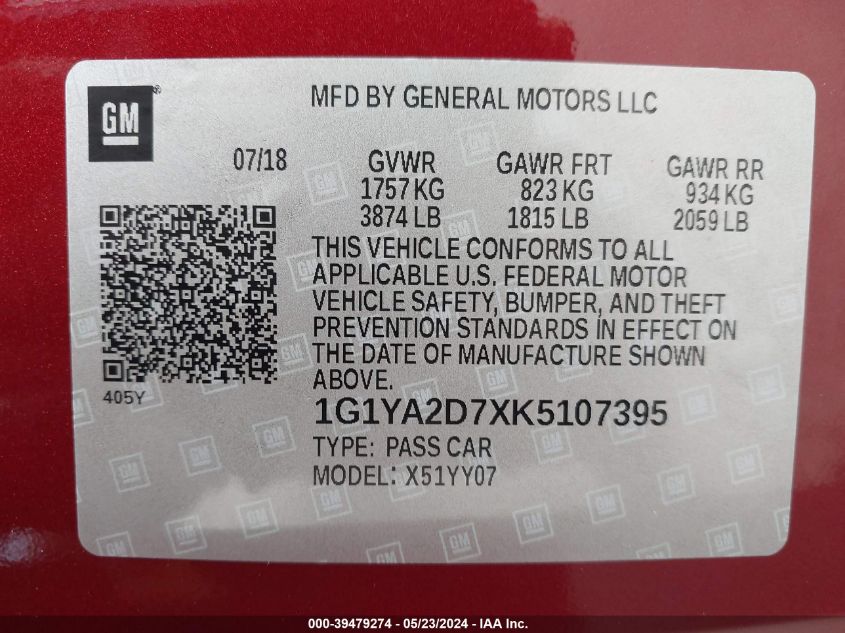 GM
MFD BY GENERAL MOTORS LLC
07/18 GVWR GAWR FRT GAWR RR
1757 KG 823 KG 934 KG
3874 LB 1815 LB 2059 LB
THIS VEHICLE CONFORMS TO ALL
APPLICABLE U.S. FEDERAL MOTOR
VEHICLE SAFETY, BUMPER, AND THEFT
PREVENTION STANDARDS IN EFFECT ON
THE DATE OF MANUFACTURE SHOWN
ABOVE.
405Y
1G1YA2D7XK5107395
TYPE: PASS CAR
MODEL: X51YY07
000-39479274 - 05/23/2024 - IAA Inc.